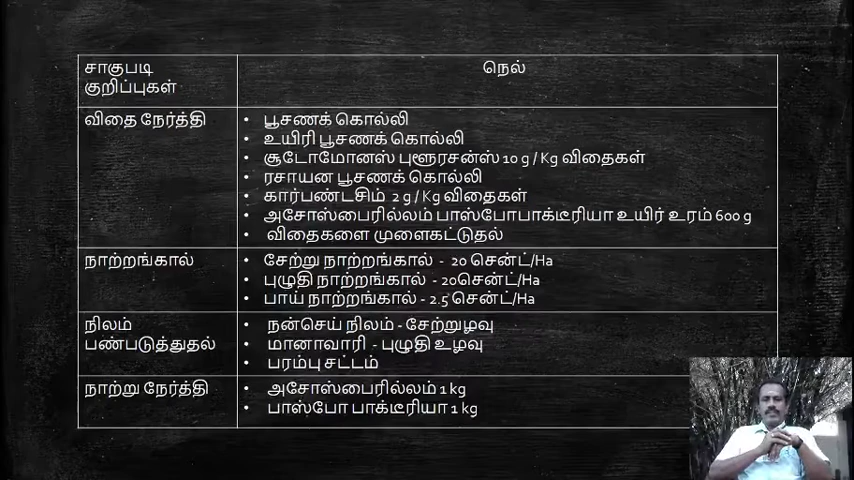 சாகுபடி
குறிப்புகள்
நெல்
விதை நேர்த்தி
• பூசணக் கொல்லி
• உயிரி பூசணக் கொல்லி
• சூடோமோனஸ் புளூரசன்ஸ் 10 g / Kg விதைகள்
• ரசாயன பூசணக் கொல்லி
• கார்பண்டசிம் 2 g / Kg விதைகள்
• அசோஸ்பைரில்லம் பாஸ்போபாக்டீரியா உயிர் உரம் 600 g
• விதைகளை முளைகட்டுதல்
நாற்றங்கால்
• சேற்று நாற்றங்கால் - 20 சென்ட்/Ha
• புழுதி நாற்றங்கால் - 20சென்ட்/Ha
• பாய் நாற்றங்கால் - 2.5 சென்ட்/Ha
நிலம்
பண்படுத்துதல்
• நன்செய் நிலம் - சேற்றுழவு
• மானாவாரி - புழுதி உழவு
• பரம்பு சட்டம்
நாற்று நேர்த்தி
• அசோஸ்பைரில்லம் 1 kg
• பாஸ்போ பாக்டீரியா 1 kg